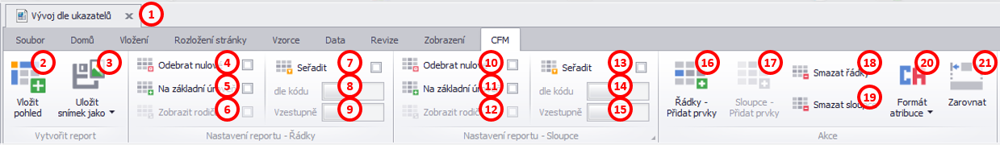 Vývoj dle ukazatelů × 1
Soubor Domů Vložení Rozložení stránky Vzorce Data Revize Zobrazení CFM
2 3 Odebrat nulov 4 Seřadit 7 Odebrat nulov 10 Seřadit 13 16 17 Smazat řádky 18 20 21
Na základní úr 5 dle kódu 8 Na základní úr 11 dle kódu 14
Vložit pohled Uložit snímek jako Zobrazit rodič 6 Vzestupně 9 Zobrazit rodič 12 Vzestupně 15 Řádky - Přidat prvky Sloupce - Přidat prvky Smazat sloup 19 Formát atribuce Zarovnat
Vytvořit report Nastavení reportu - Řádky Nastavení reportu - Sloupce Akce